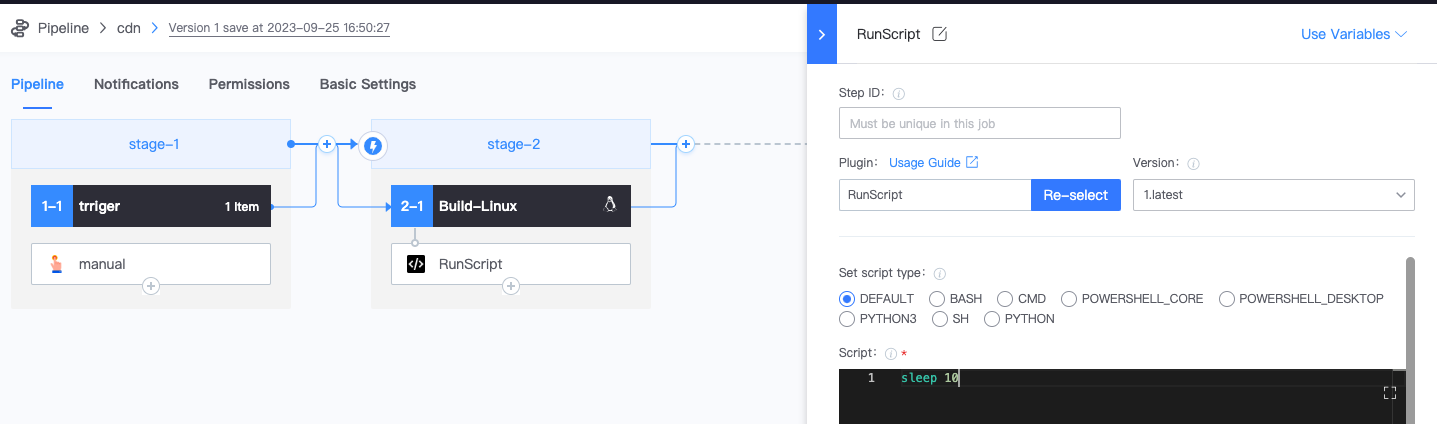 Pipeline > cdn > Version 1 save at 2023-09-25 16:50:27
Pipeline Notifications Permissions Basic Settings
stage-1
1-1 trriger 1 Item
manual
stage-2
2-1 Build-Linux
RunScript
RunScript
Use Variables
Step ID:
Must be unique in this job
Plugin: Usage Guide
Version:
RunScript Re-select
1.latest
Set script type:
DEFAULT BASH CMD POWERSHELL_CORE POWERSHELL_DESKTOP
PYTHON3 SH PYTHON
Script: *
1 sleep 10